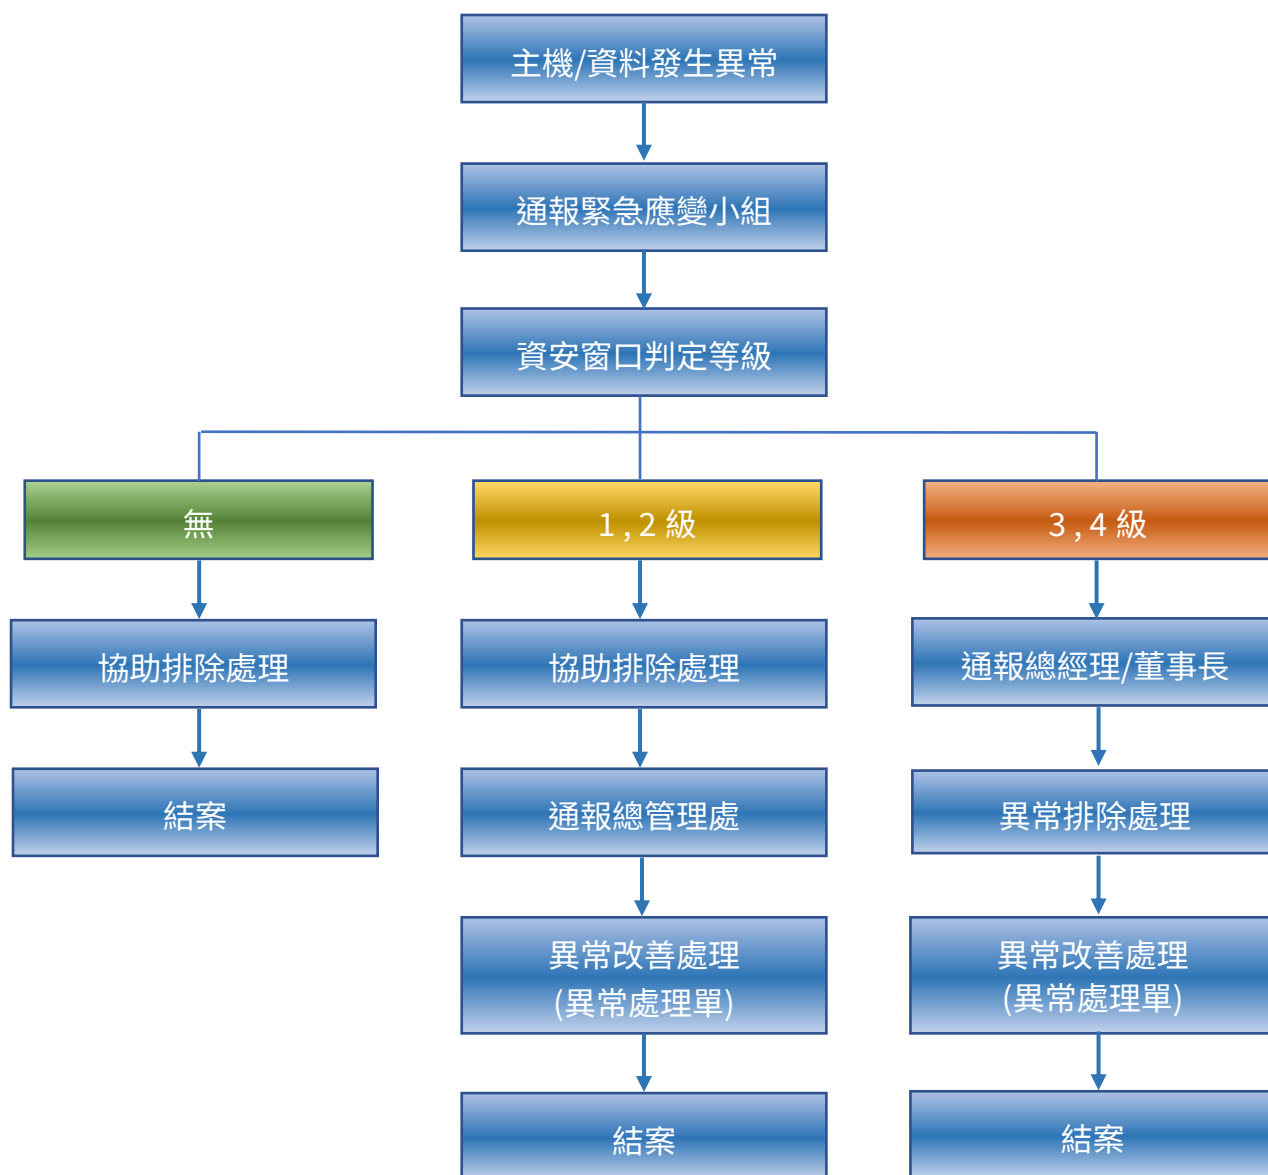 主機/資料發生異常
通報緊急應變小組
資安窗口判定等級
無
1 , 2 級
3 , 4 級
協助排除處理
協助排除處理
通報總經理/董事長
結案
通報總管理處
異常排除處理
異常改善處理
(異常處理單)
異常改善處理
(異常處理單)
結案
結案